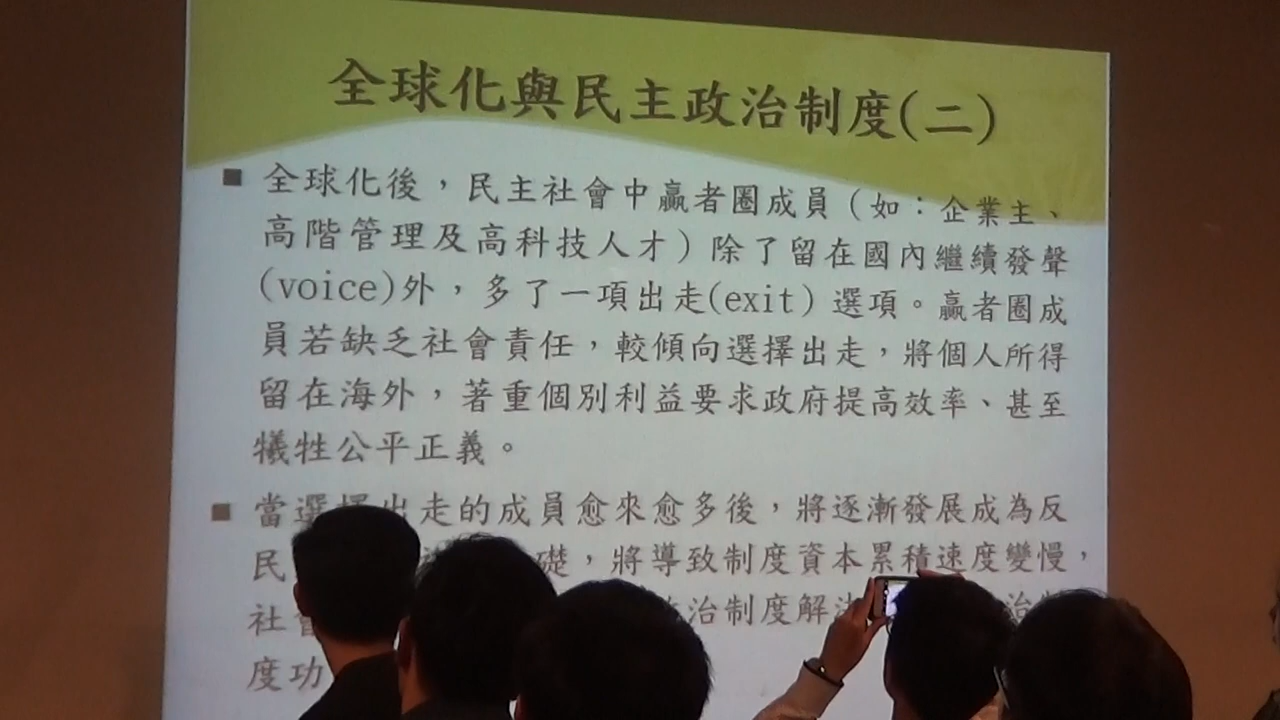 全球化與民主政治制度(二)
■ 全球化後，民主社會中贏者圈成員（如：企業主、
高階管理及高科技人才）除了留在國內繼續發聲
(voice)外，多了一項出走(exit) 選項。贏者圈成
員若缺乏社會責任，較傾向選擇出走，將個人所得
留在海外，著重個別利益要求政府提高效率、甚至
犧牲公平正義。
■ 當選擇出走的成員愈來愈多後，將逐漸發展成為反
民 礎，將導致制度資本累積速度變慢，
社會 政治制度解決 治制
度功